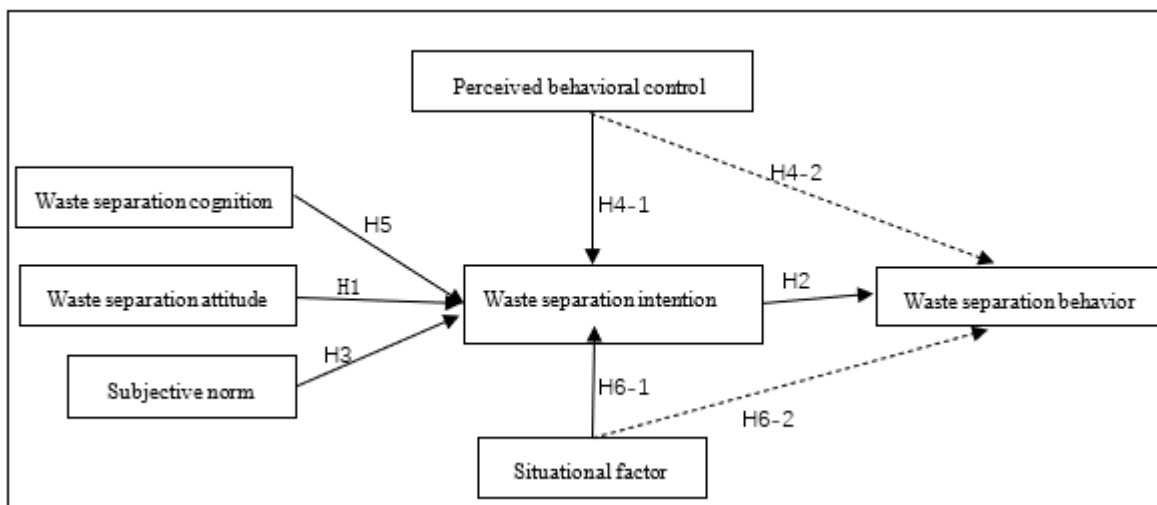 Perceived behavioral control
H4-2
Waste separation cognition
H4-1
H5
Waste separation attitude
H1
Waste separation intention
H2
Waste separation behavior
H3
Subjective norm
H6-1
H6-2
Situational factor